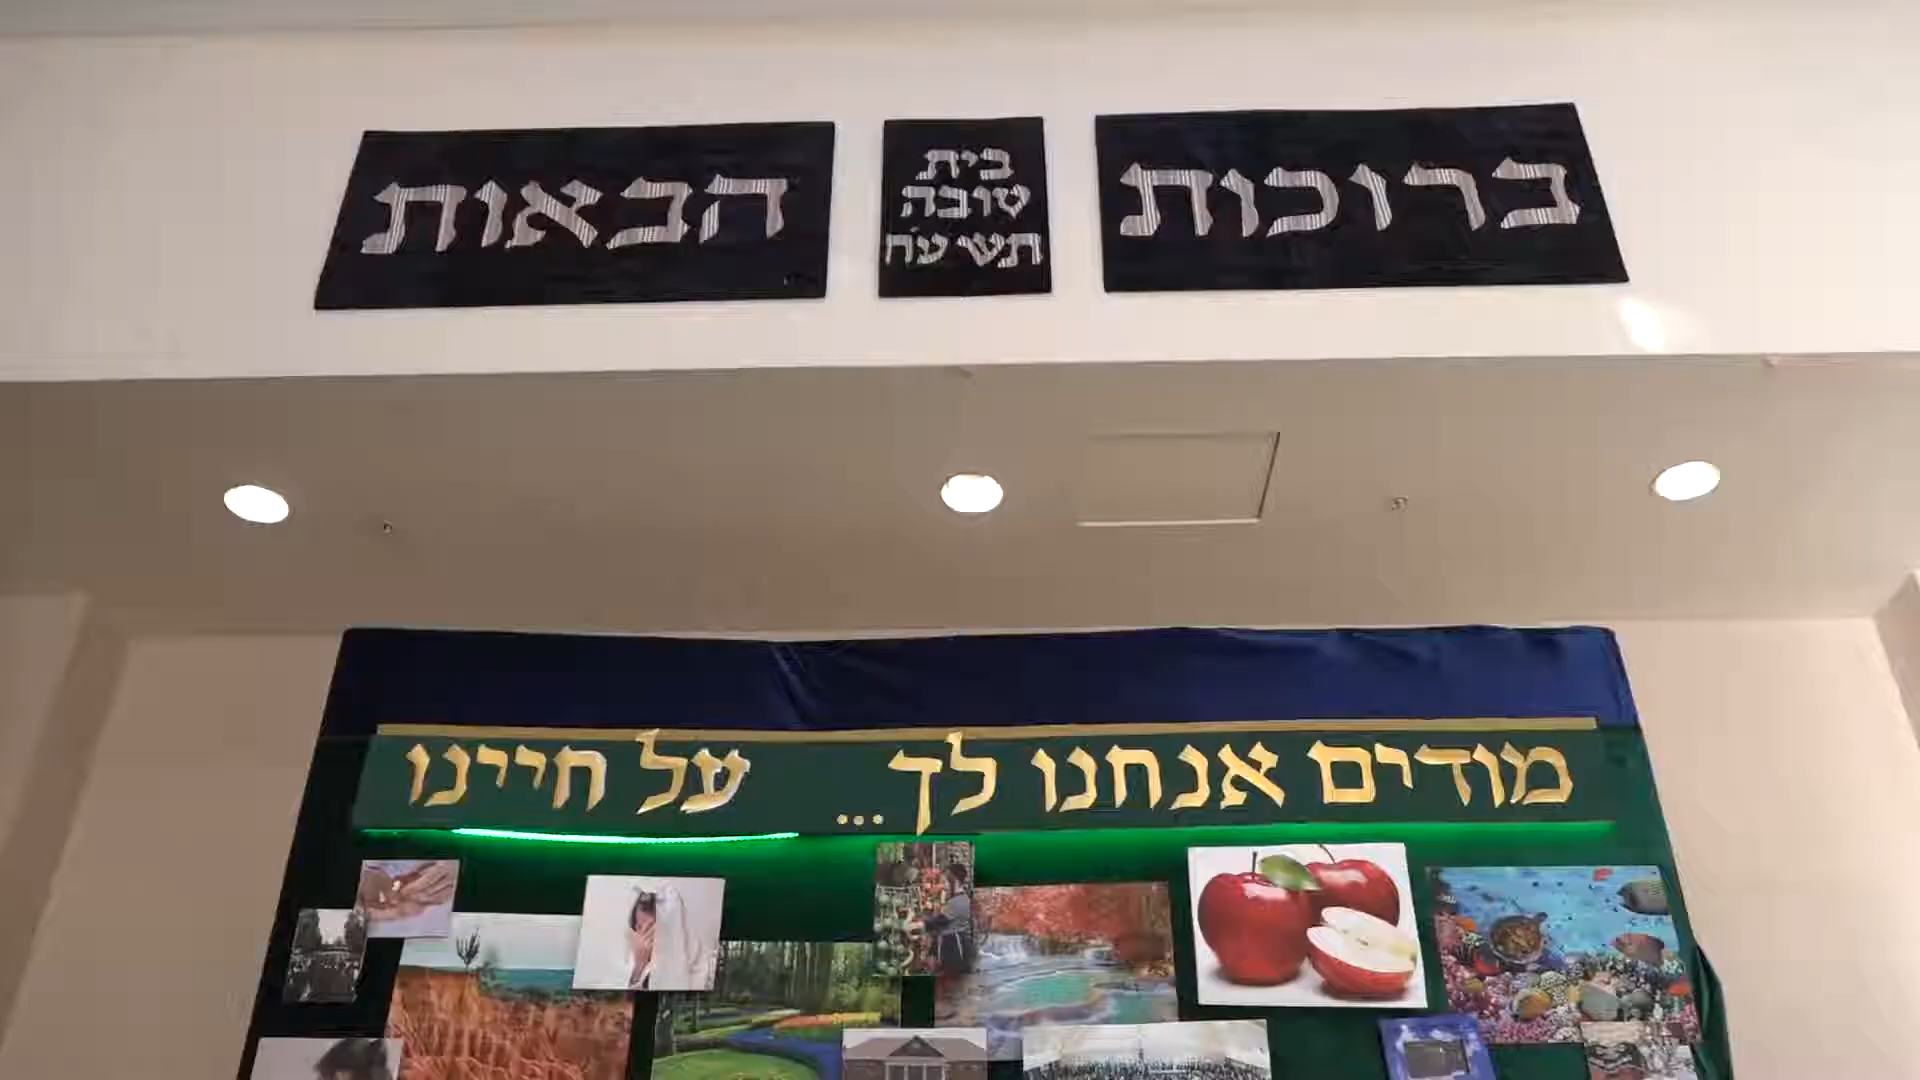 ברוכות
בית
טובה
תשע״ח
הבאות
מודים אנחנו לך... על חיינו